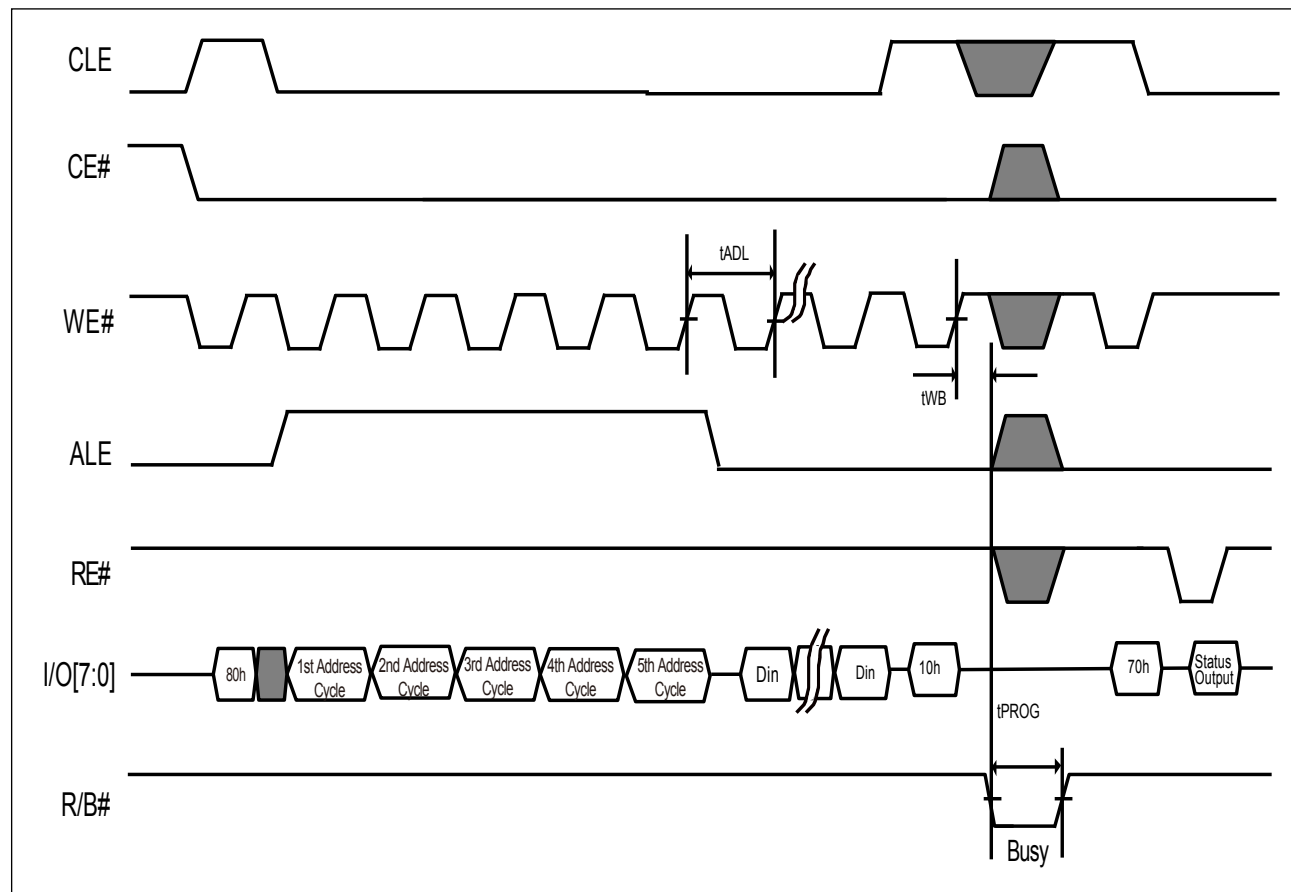 CLE
CE#
tADL
WE#
tWB
ALE
RE#
I/O[7:0]
80h
1st Address
Cycle
2nd Address
Cycle
3rd Address
Cycle
4th Address
Cycle
5th Address
Cycle
Din
Din
10h
70h
Status
Output
tPROG
R/B#
Busy